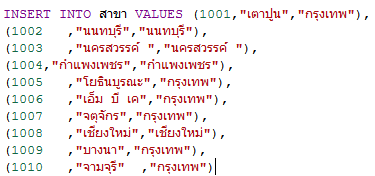 INSERT INTO สาขา VALUES (1001,"เตาปูน","กรุงเทพ"),
(1002 ,"นนทบุรี","นนทบุรี"),
(1003 ,"นครสวรรค์ ","นครสวรรค์ "),
(1004,"กำแพงเพชร","กำแพงเพชร"),
(1005 ,"โยธินบูรณะ","กรุงเทพ"),
(1006 ,"เอ็ม บี เค","กรุงเทพ"),
(1007 ,"จตุจักร","กรุงเทพ"),
(1008 ,"เชียงใหม่","เชียงใหม่"),
(1009 ,"บางนา","กรุงเทพ"),
(1010 ,"จามจุรี" ,"กรุงเทพ")